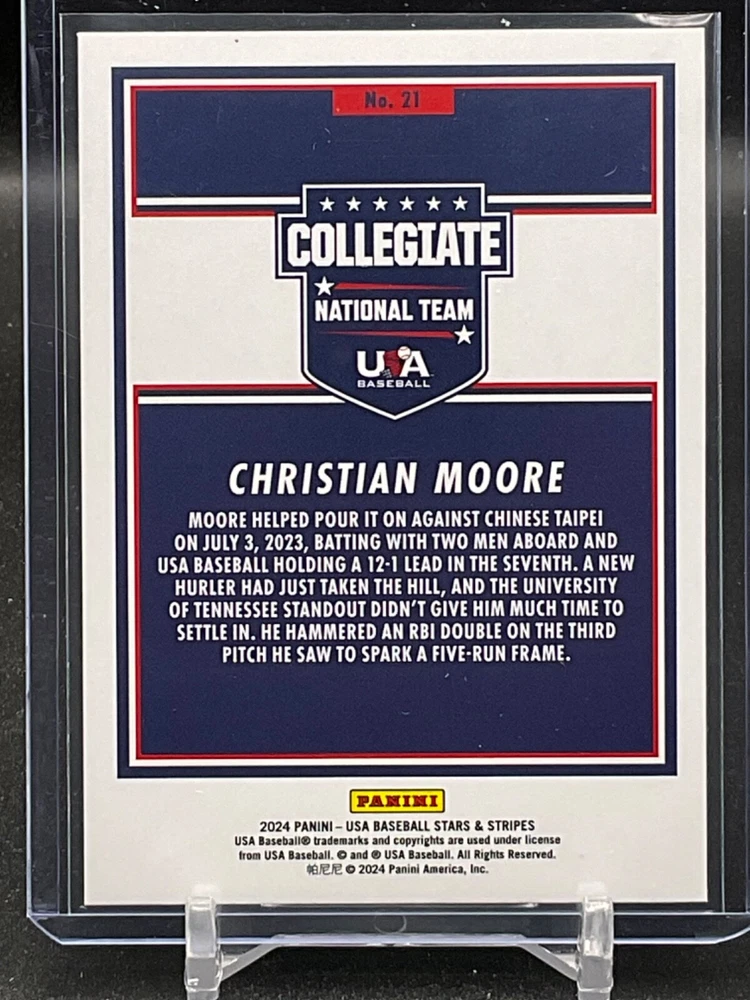 No. 21
COLLEGIATE
NATIONAL TEAM
USA
BASEBALL
CHRISTIAN MOORE
MOORE HELPED POUR IT ON AGAINST CHINESE TAIPEI
ON JULY 3, 2023, BATTING WITH TWO MEN ABOARD AND
USA BASEBALL HOLDING A 12-1 LEAD IN THE SEVENTH. A NEW
HURLER HAD JUST TAKEN THE HILL, AND THE UNIVERSITY
OF TENNESSEE STANDOUT DIDN'T GIVE HIM MUCH TIME TO
SETTLE IN. HE HAMMERED AN RBI DOUBLE ON THE THIRD
PITCH HE SAW TO SPARK A FIVE-RUN FRAME.
PANINI
2024 PANINI – USA BASEBALL STARS & STRIPES
USA Baseball® trademarks and copyrights are used under license
from USA Baseball. © and ® USA Baseball. All Rights Reserved.
帕尼尼 © 2024 Panini America, Inc.